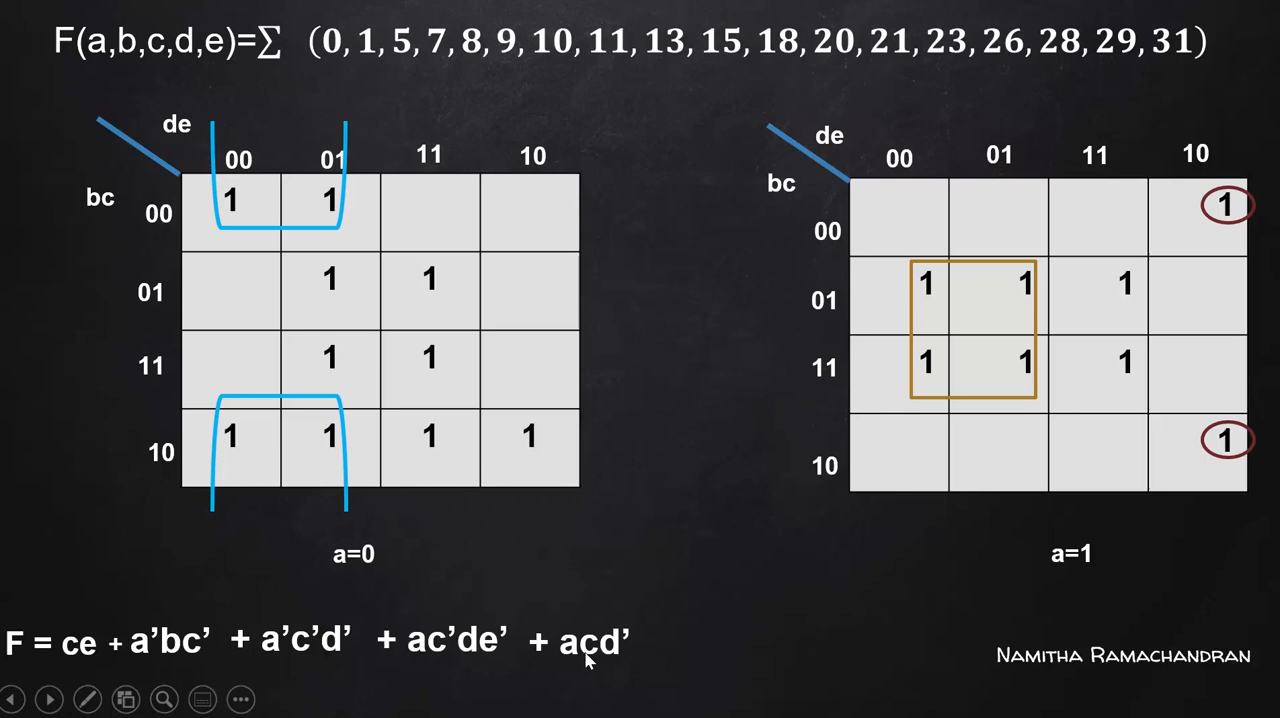 F(a,b,c,d,e)=∑ (0, 1, 5, 7, 8, 9, 10, 11, 13, 15, 18, 20, 21, 23, 26, 28, 29, 31)
de
00 01 11 10
bc
00 1 1
01 1 1
11 1 1
10 1 1 1 1
a=0
de
00 01 11 10
bc
00 1
01 1 1 1
11 1 1 1
10 1
a=1
F = ce + a’bc’ + a’c’d’ + ac’de’ + acd’
Namitha Ramachandran